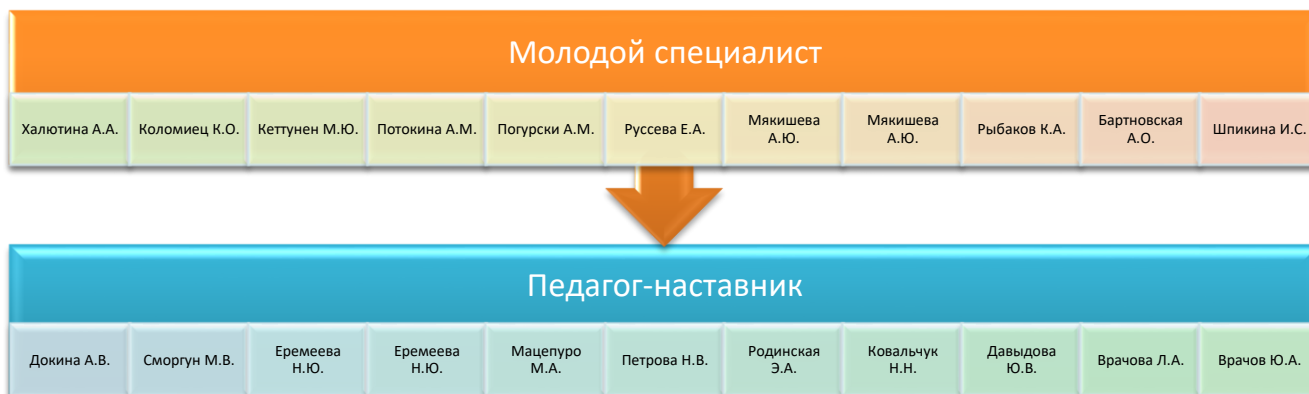 Молодой специалист
Халютина А.А.
Коломиец К.О.
Кеттунен М.Ю.
Потокина А.М.
Погурски А.М.
Руссева Е.А.
Мякишева
А.Ю.
Мякишева
А.Ю.
Рыбаков К.А.
Бартновская
А.О.
Шпикина И.С.
Педагог-наставник
Докина А.В.
Сморгун М.В.
Еремеева
Н.Ю.
Еремеева
Н.Ю.
Мацепуро
М.А.
Петрова Н.В.
Родинская
Э.А.
Ковальчук
Н.Н.
Давыдова
Ю.В.
Врачова Л.А.
Врачов Ю.А.